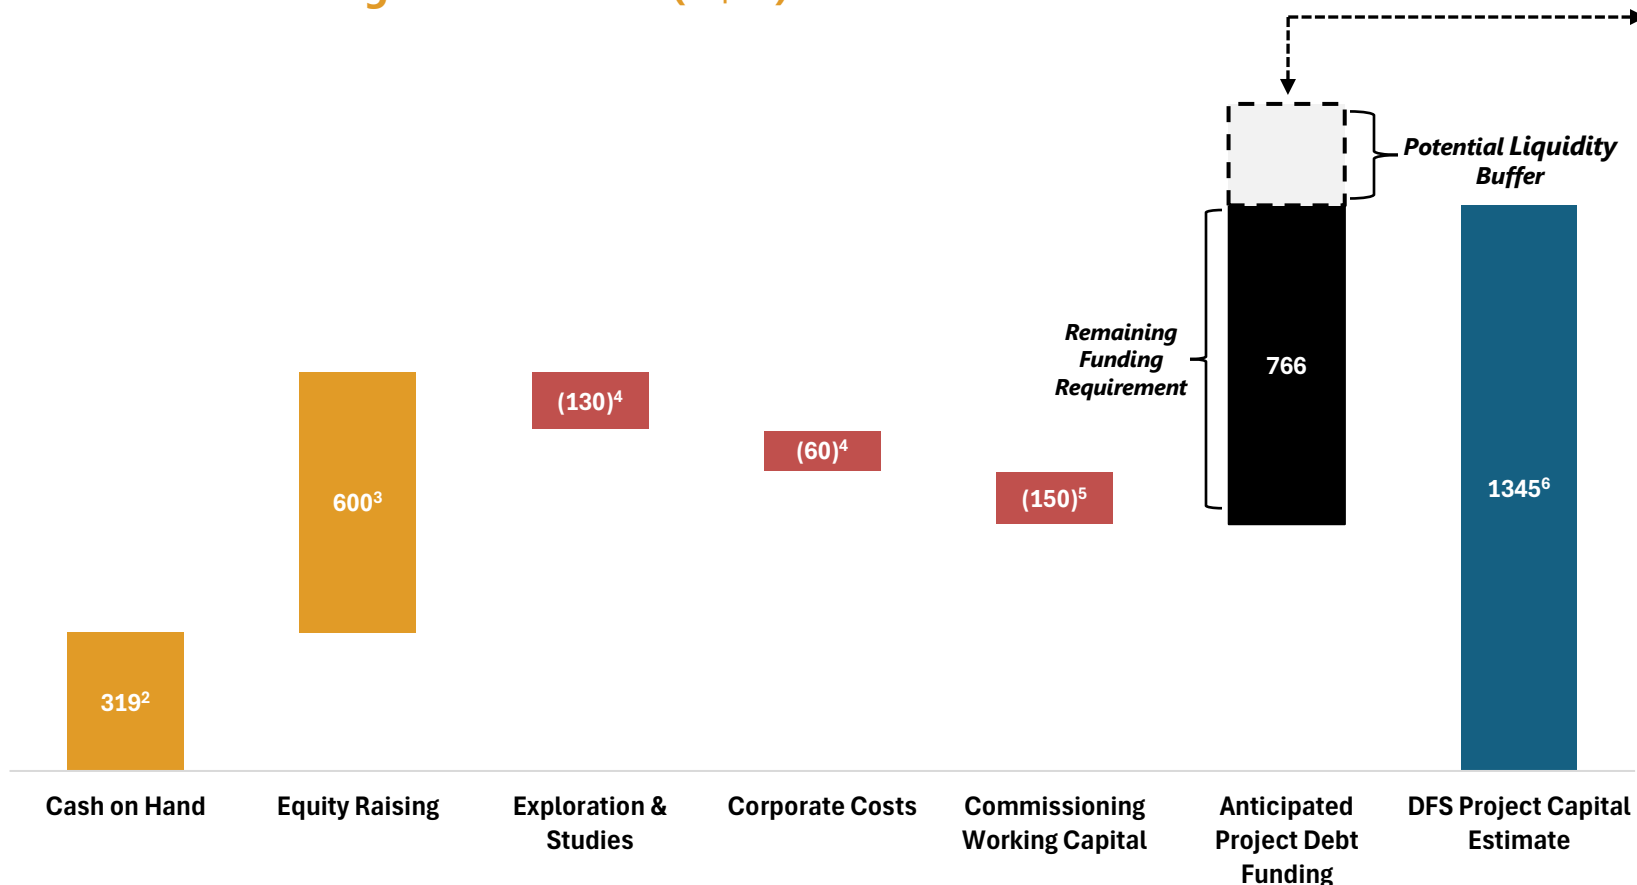 Potential Liquidity
Buffer
Remaining
Funding
Requirement
766
(130)⁴
(60)⁴
(150)⁵
600³
1345⁶
319²
Cash on Hand
Equity Raising
Exploration &
Studies
Corporate Costs
Commissioning
Working Capital
Anticipated
Project Debt
Funding
DFS Project Capital
Estimate